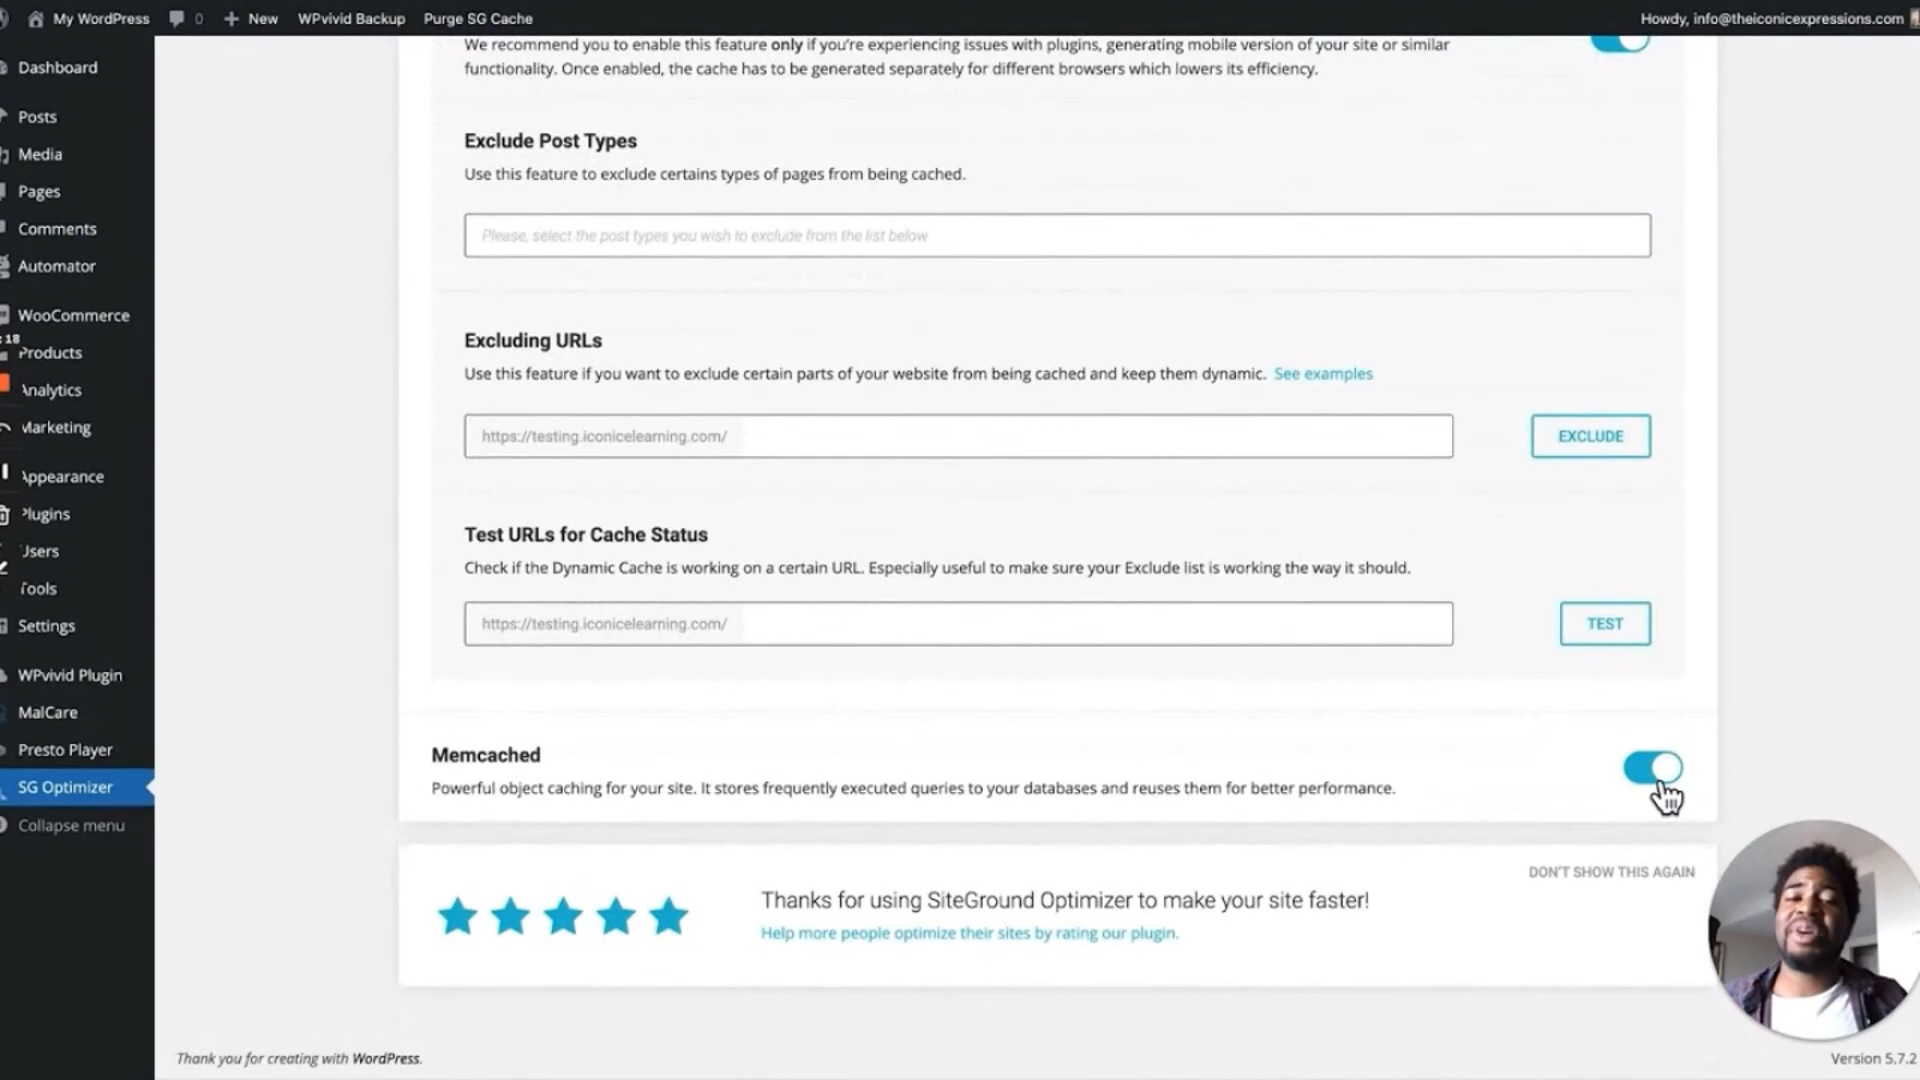 My WordPress 0 New WPvivid Backup Purge SG Cache Howdy, info@theiconicexpressions.com
Dashboard
Posts
Media
Pages
Comments
Automator
WooCommerce
: 18
Products
Analytics
Marketing
Appearance
Plugins
Users
Tools
Settings
WPvivid Plugin
MalCare
Presto Player
SG Optimizer
Collapse menu
We recommend you to enable this feature only if you're experiencing issues with plugins, generating mobile version of your site or similar
functionality. Once enabled, the cache has to be generated separately for different browsers which lowers its efficiency.
Exclude Post Types
Use this feature to exclude certains types of pages from being cached.
Please, select the post types you wish to exclude from the list below
Excluding URLs
Use this feature if you want to exclude certain parts of your website from being cached and keep them dynamic. See examples
https://testing.iconicelearning.com/
EXCLUDE
Test URLs for Cache Status
Check if the Dynamic Cache is working on a certain URL. Especially useful to make sure your Exclude list is working the way it should.
https://testing.iconicelearning.com/
TEST
Memcached
Powerful object caching for your site. It stores frequently executed queries to your databases and reuses them for better performance.
DON'T SHOW THIS AGAIN
Thanks for using SiteGround Optimizer to make your site faster!
Help more people optimize their sites by rating our plugin.
Thank you for creating with WordPress.
Version 5.7.2